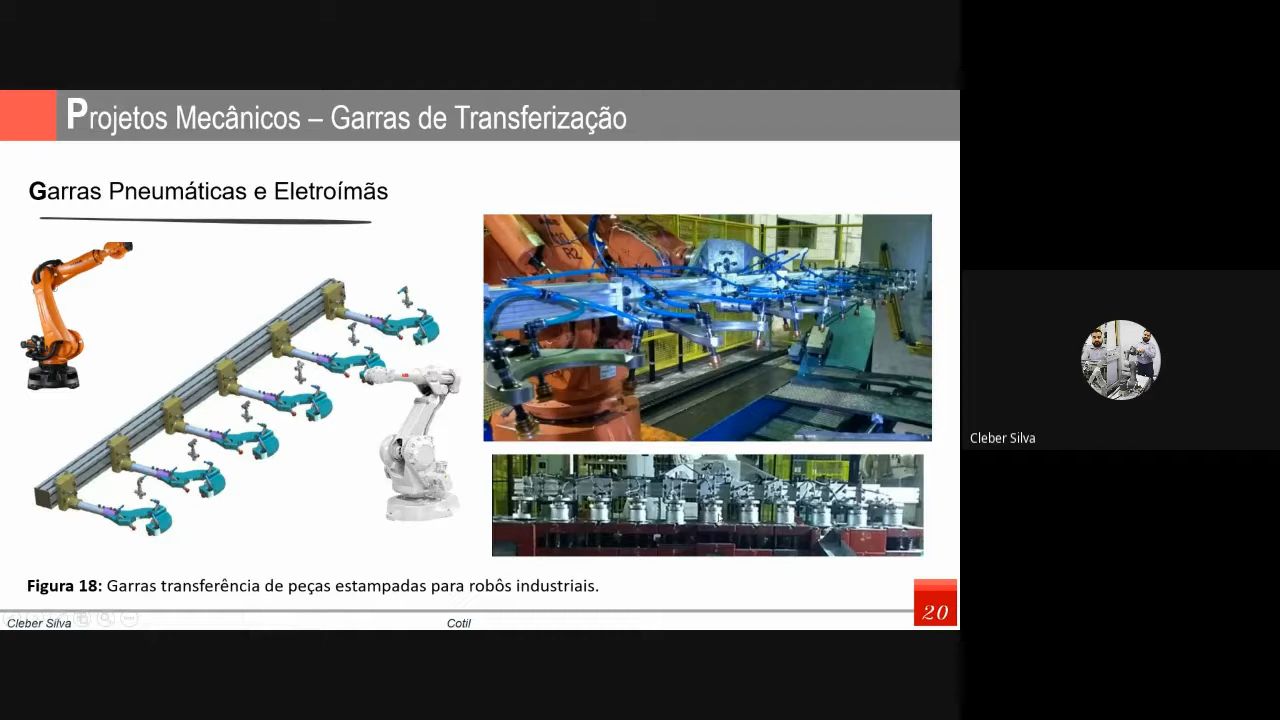 Projetos Mecânicos – Garras de Transferização
Garras Pneumáticas e Eletroímãs
R2
Figura 18: Garras transferência de peças estampadas para robôs industriais.
Cleber Silva
Cotil
20
Cleber Silva